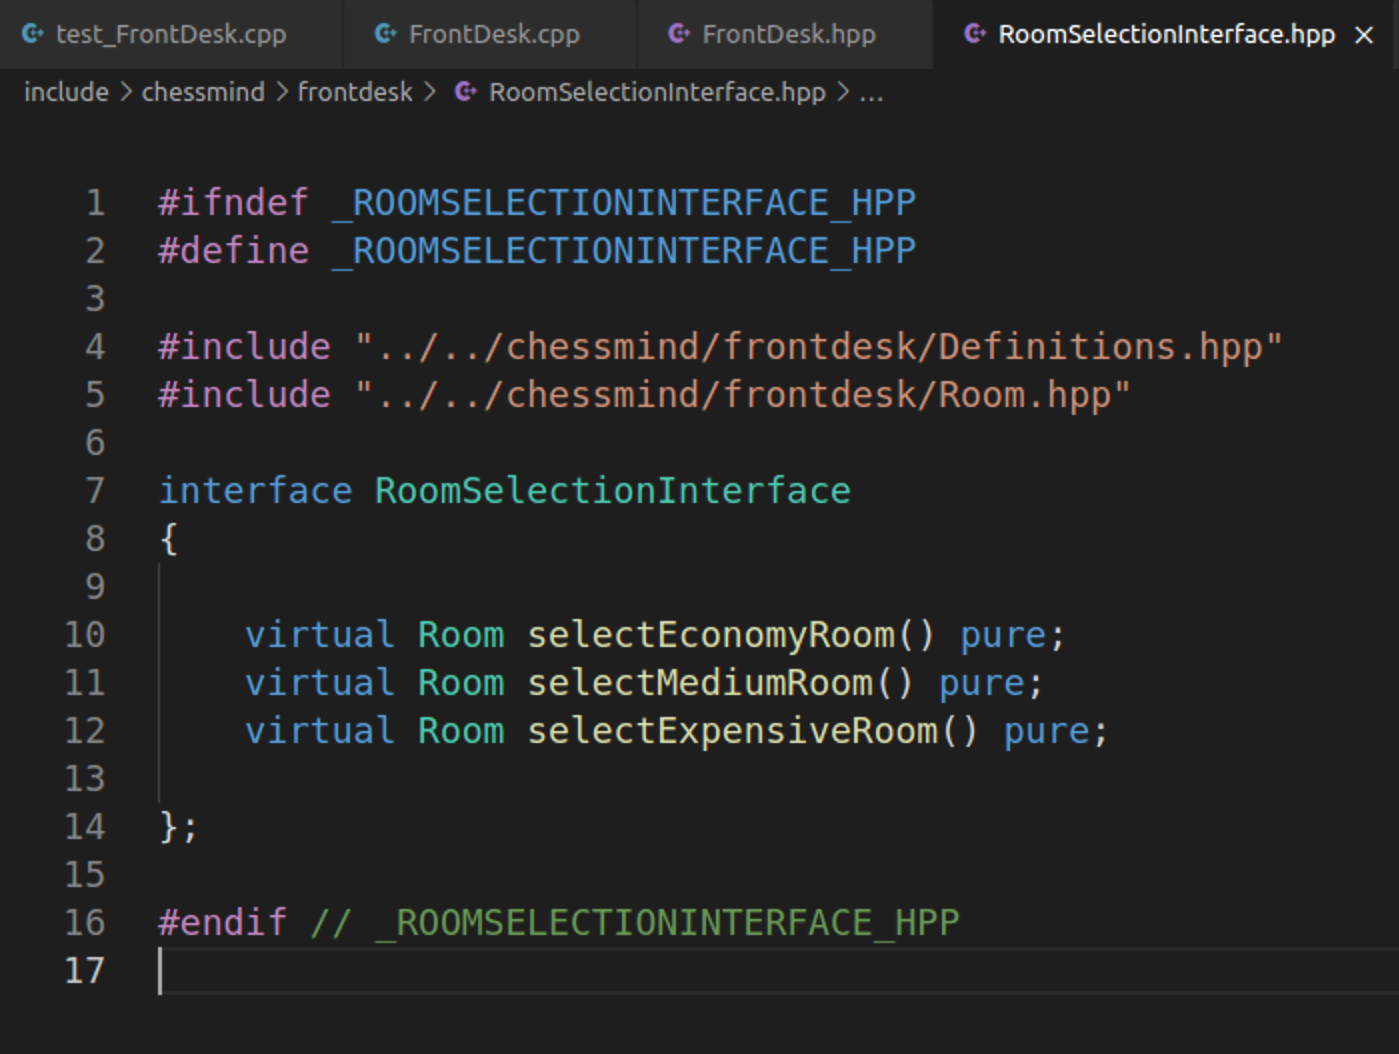 test_FrontDesk.cpp FrontDesk.cpp FrontDesk.hpp RoomSelectionInterface.hpp ×
include > chessmind > frontdesk > RoomSelectionInterface.hpp > ...
1 #ifndef _ROOMSELECTIONINTERFACE_HPP
2 #define _ROOMSELECTIONINTERFACE_HPP
3
4 #include "../../chessmind/frontdesk/Definitions.hpp"
5 #include "../../chessmind/frontdesk/Room.hpp"
6
7 interface RoomSelectionInterface
8 {
9
10     virtual Room selectEconomyRoom() pure;
11     virtual Room selectMediumRoom() pure;
12     virtual Room selectExpensiveRoom() pure;
13
14 };
15
16 #endif // _ROOMSELECTIONINTERFACE_HPP
17